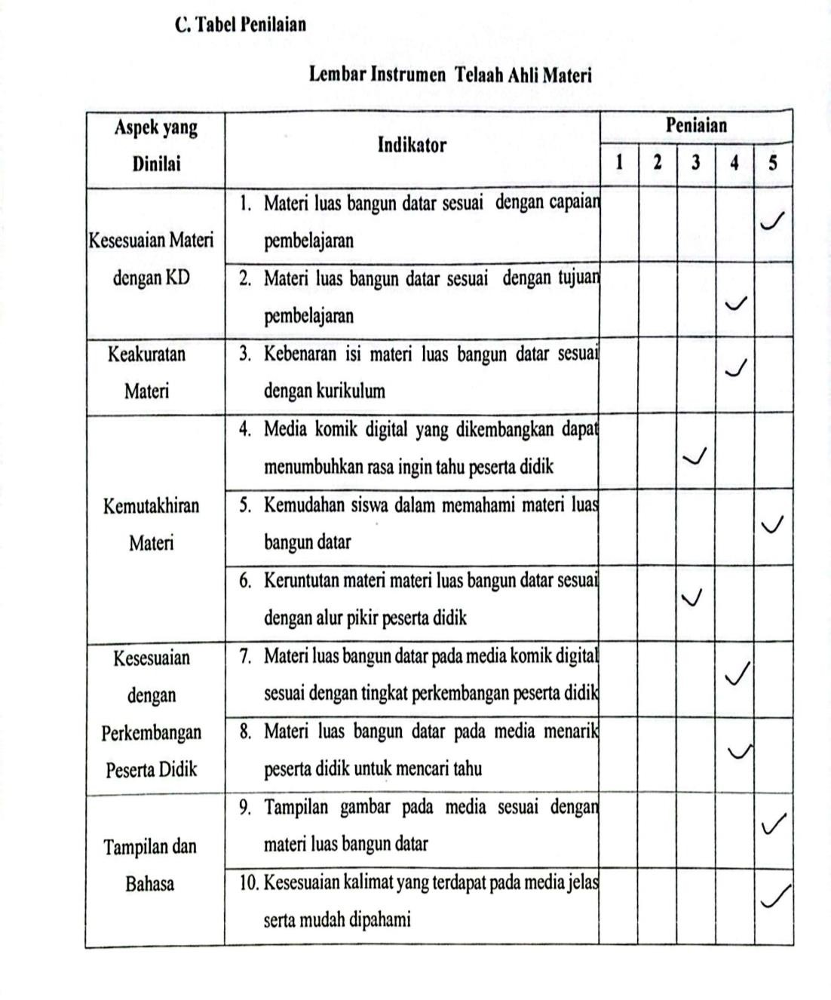 C. Tabel Penilaian
Lembar Instrumen Telaah Ahli Materi
Aspek yang
Dinilai
Indikator
Peniaian
1 2 3 4 5
Kesesuaian Materi
dengan KD
1. Materi luas bangun datar sesuai dengan capaian
pembelajaran
✓
2. Materi luas bangun datar sesuai dengan tujuan
pembelajaran
✓
Keakuratan
Materi
3. Kebenaran isi materi luas bangun datar sesuai
dengan kurikulum
✓
Kemutakhiran
Materi
4. Media komik digital yang dikembangkan dapat
menumbuhkan rasa ingin tahu peserta didik
✓
5. Kemudahan siswa dalam memahami materi luas
bangun datar
✓
6. Keruntutan materi materi luas bangun datar sesuai
dengan alur pikir peserta didik
✓
Kesesuaian
dengan
Perkembangan
Peserta Didik
7. Materi luas bangun datar pada media komik digital
sesuai dengan tingkat perkembangan peserta didik
✓
8. Materi luas bangun datar pada media menarik
peserta didik untuk mencari tahu
✓
Tampilan dan
Bahasa
9. Tampilan gambar pada media sesuai dengan
materi luas bangun datar
✓
10. Kesesuaian kalimat yang terdapat pada media jelas
serta mudah dipahami
✓